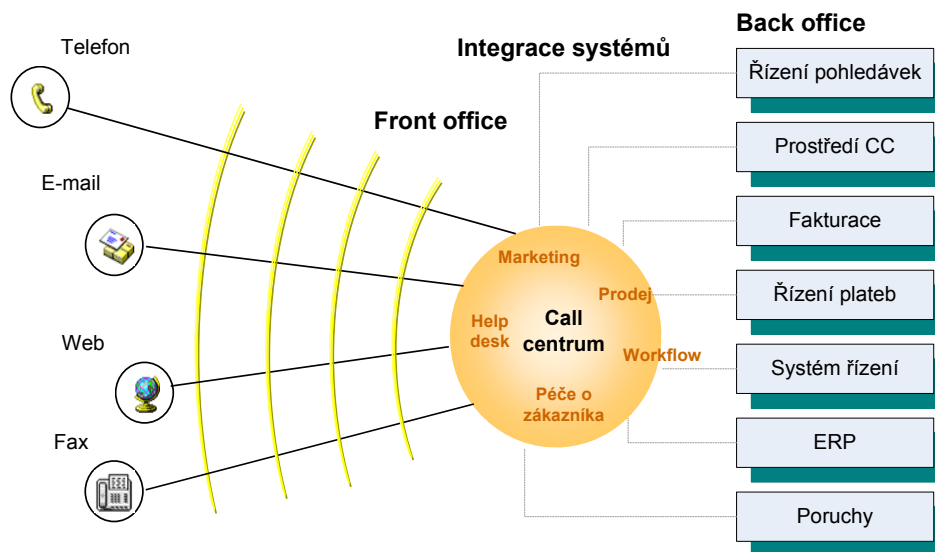 Telefon
E-mail
Web
Fax
Front office
Integrace systémů
Marketing
Prodej
Help
desk
Call
centrum
Workflow
Péče o
zákazníka
Back office
Řízení pohledávek
Prostředí CC
Fakturace
Řízení plateb
Systém řízení
ERP
Poruchy